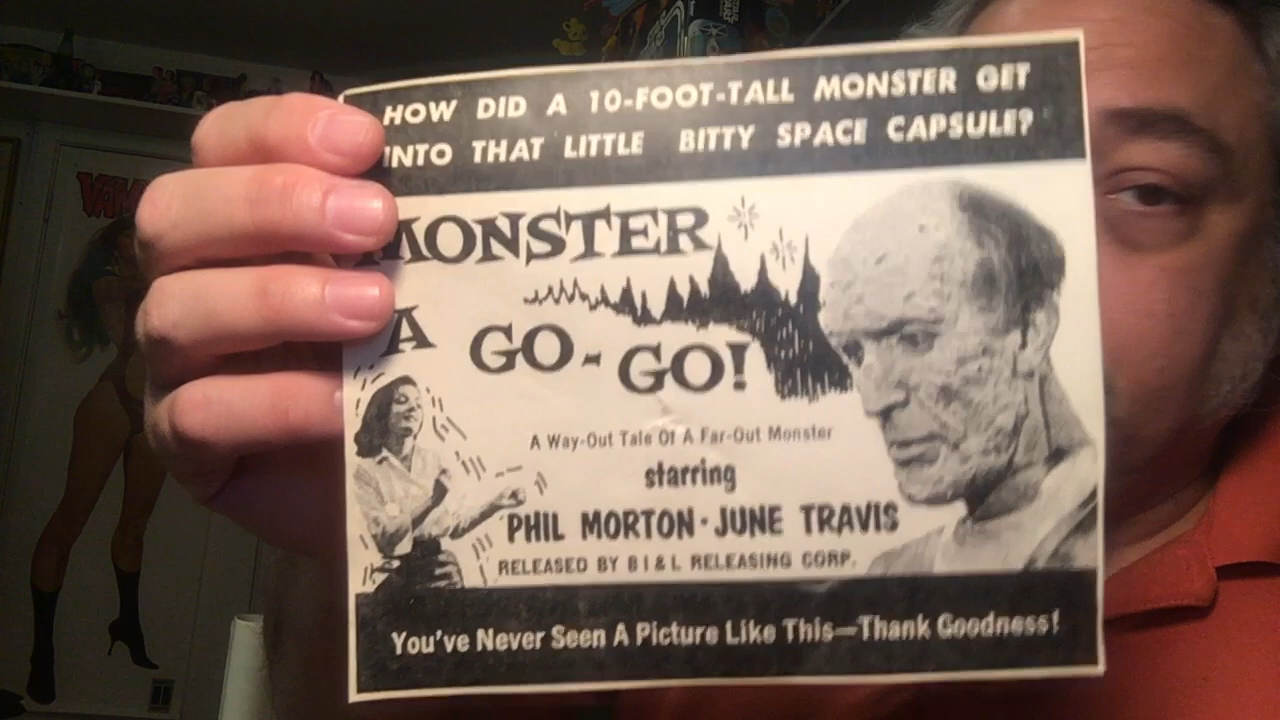 HOW DID A 10-FOOT-TALL MONSTER GET
INTO THAT LITTLE BITTY SPACE CAPSULE?
MONSTER
A
GO-GO!
A Way-Out Tale Of A Far-Out Monster
starring
PHIL MORTON · JUNE TRAVIS
RELEASED BY B I & L RELEASING CORP.
You've Never Seen A Picture Like This—Thank Goodness!
VAM